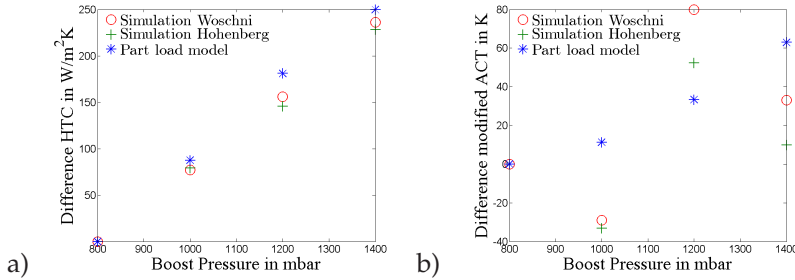 a)
Difference HTC in W/m²K
250
200
150
100
50
0
Simulation Woschni
Simulation Hohenberg
Part load model
800 900 1000 1100 1200 1300 1400
Boost Pressure in mbar
b)
Difference modified ACT in K
80
60
40
20
0
-20
-40
Simulation Woschni
Simulation Hohenberg
Part load model
800 900 1000 1100 1200 1300 1400
Boost Pressure in mbar